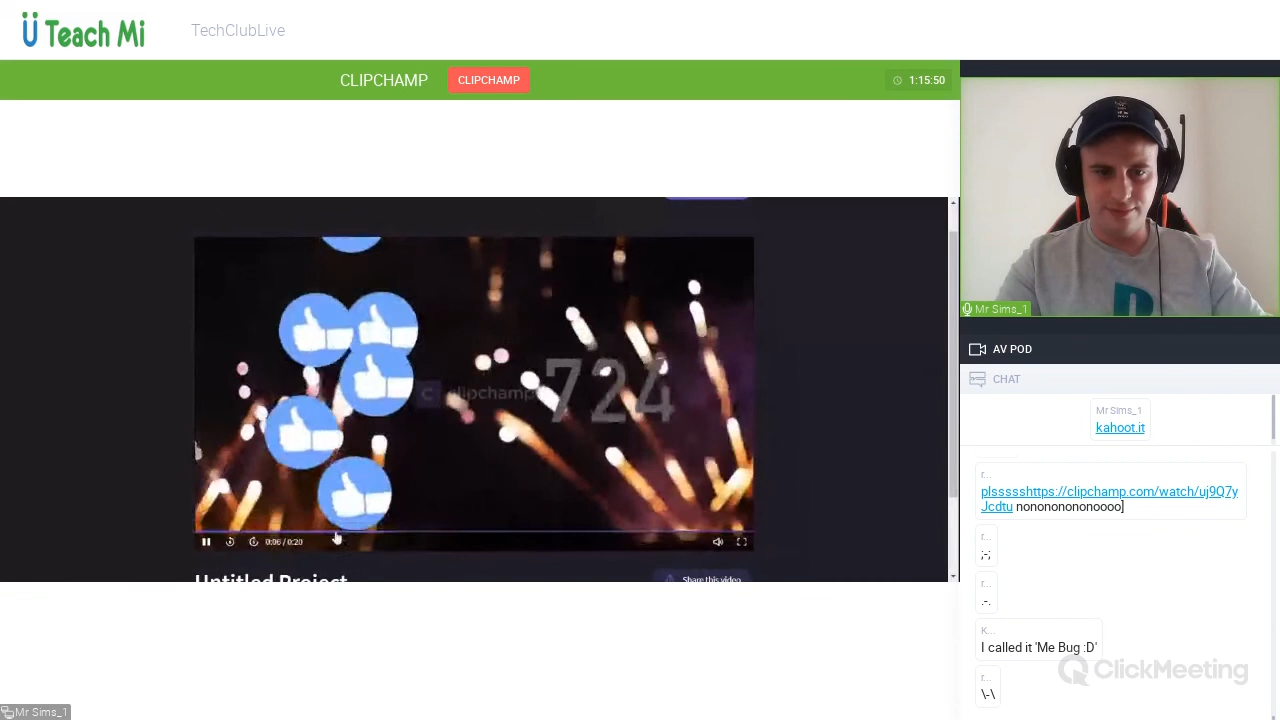 Ü Teach Mi
TechClubLive
CLIPCHAMP
CLIPCHAMP
1:15:50
724
clipchamp
0:06 / 0:20
Untitled Project
Share this video
Mr Sims_1
AV POD
CHAT
Mr Sims_1
kahoot.it
r...
plssssshttps://clipchamp.com/watch/uj9Q7y
Jcdtu nonononononoooo]
r...
;-;
r...
.-.
K...
I called it 'Me Bug :D'
ClickMeeting
r...
\-\
Mr Sims_1